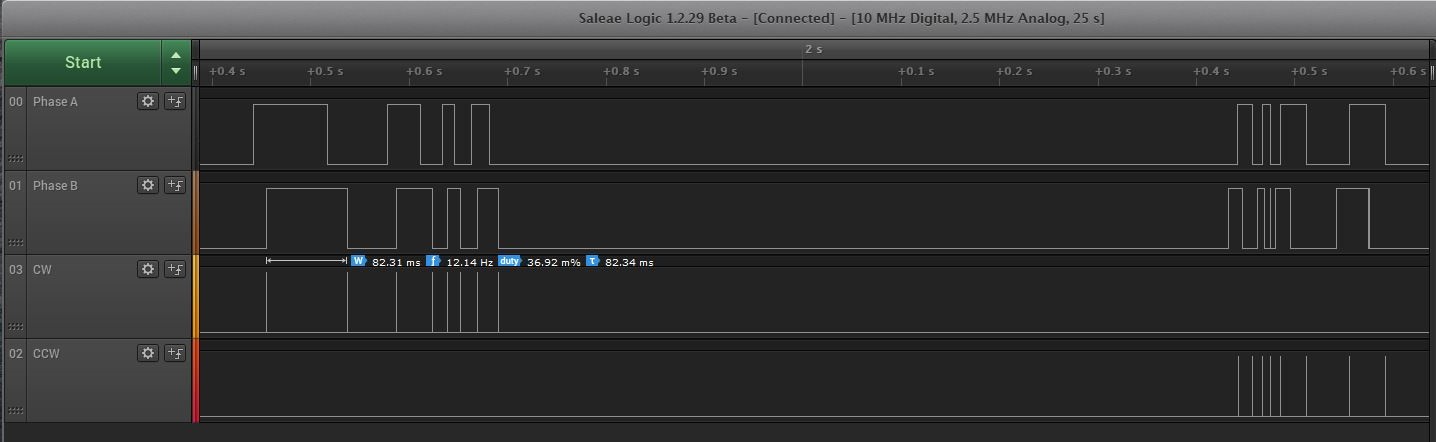 Saleae Logic 1.2.29 Beta - [Connected] - [10 MHz Digital, 2.5 MHz Analog, 25 s]
Start
2 s
+0.4 s +0.5 s +0.6 s +0.7 s +0.8 s +0.9 s +0.1 s +0.2 s +0.3 s +0.4 s +0.5 s +0.6 s
00 Phase A
01 Phase B
03 CW
W 82.31 ms f 12.14 Hz duty 36.92 m% T 82.34 ms
02 CCW